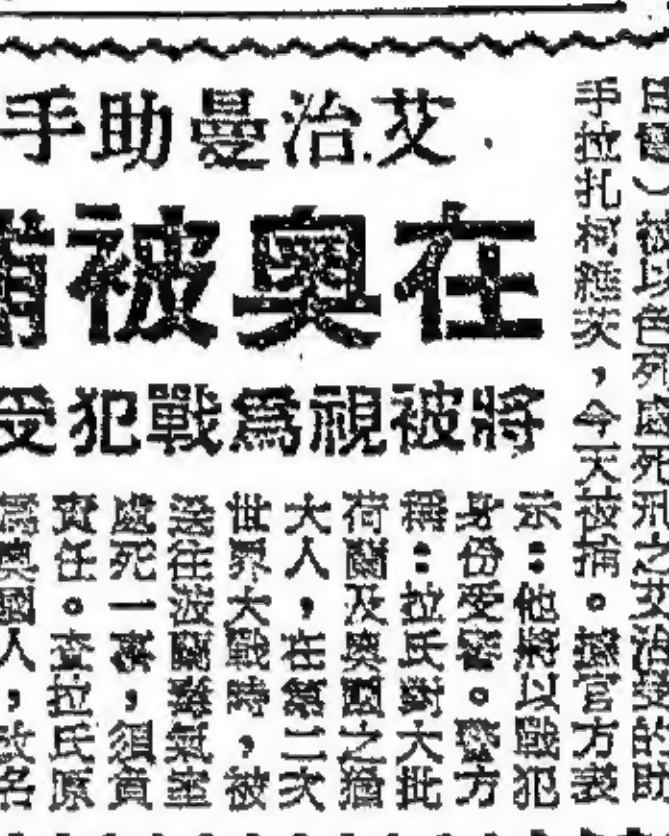 艾治曼助手
在奧被捕
將被視爲戰犯受
日電）被以色死處死刑之艾治曼的助
手拉扎柯維茨，今天被捕。據官方表
示：他將以戰犯
身份受審。警方
稱：拉氏對大批
荷蘭及奧國之猶
太人，在第二次
世界大戰時，被
送往波蘭毒氣室
處死一事，須負
責任。查拉氏原
爲奧國人，改名